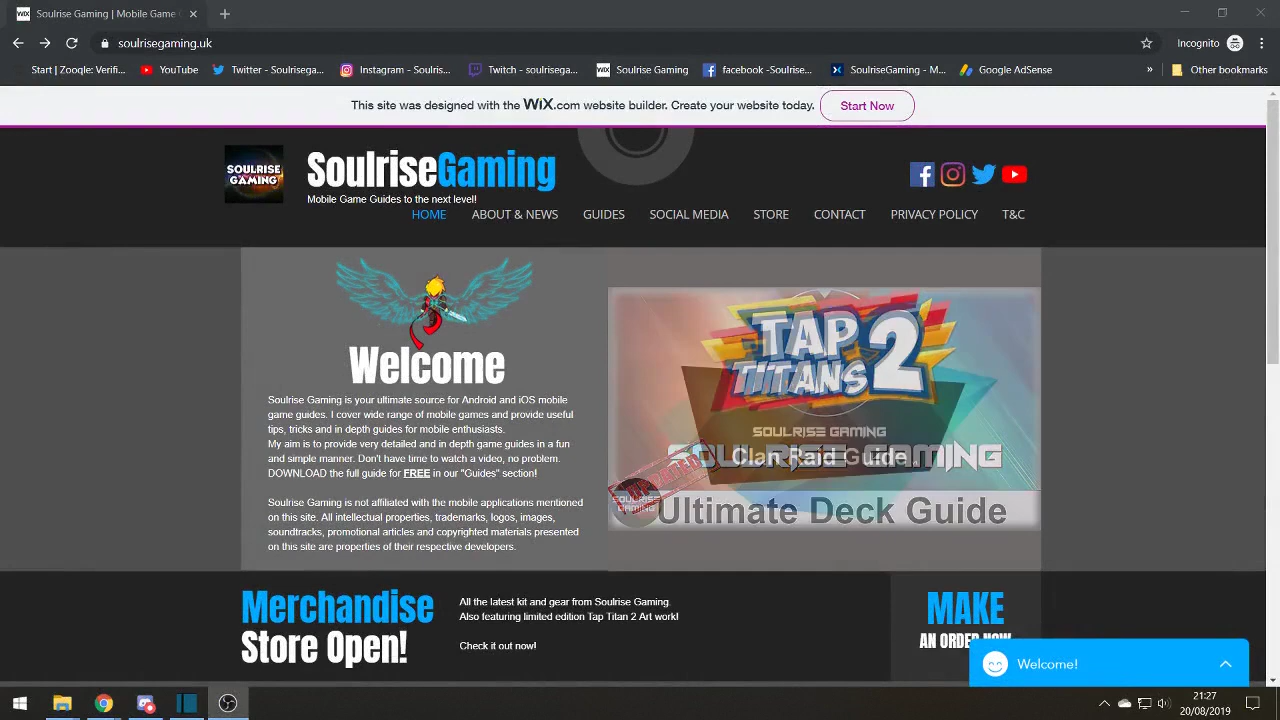 WiX
Soulrise Gaming | Mobile Game
soulrisegaming.uk
Incognito
Start | Zooqle: Verifi...
YouTube
Twitter - Soulrisega...
Instagram - Soulris...
Twitch - soulrisega...
WiX
Soulrise Gaming
facebook -Soulrise...
SoulriseGaming - M...
Google AdSense
»
Other bookmarks
This site was designed with the WiX.com website builder. Create your website today.
Start Now
SOULRISE
GAMING
SoulriseGaming
Mobile Game Guides to the next level!
HOME
ABOUT & NEWS
GUIDES
SOCIAL MEDIA
STORE
CONTACT
PRIVACY POLICY
T&C
Welcome
Soulrise Gaming is your ultimate source for Android and iOS mobile
game guides. I cover wide range of mobile games and provide useful
tips, tricks and in depth guides for mobile enthusiasts.
My aim is to provide very detailed and in depth game guides in a fun
and simple manner. Don't have time to watch a video, no problem.
DOWNLOAD the full guide for FREE in our "Guides" section!
Soulrise Gaming is not affiliated with the mobile applications mentioned
on this site. All intellectual properties, trademarks, logos, images,
soundtracks, promotional articles and copyrighted materials presented
on this site are properties of their respective developers.
TAP
TITANS 2
SOULRISE GAMING
SOULRISE GAMING
Clan Raid Guide
SOULRISE
GAMING
Ultimate Deck Guide
Merchandise
Store Open!
All the latest kit and gear from Soulrise Gaming.
Also featuring limited edition Tap Titan 2 Art work!
Check it out now!
MAKE
AN ORDER NOW
Welcome!
21:27
20/08/2019